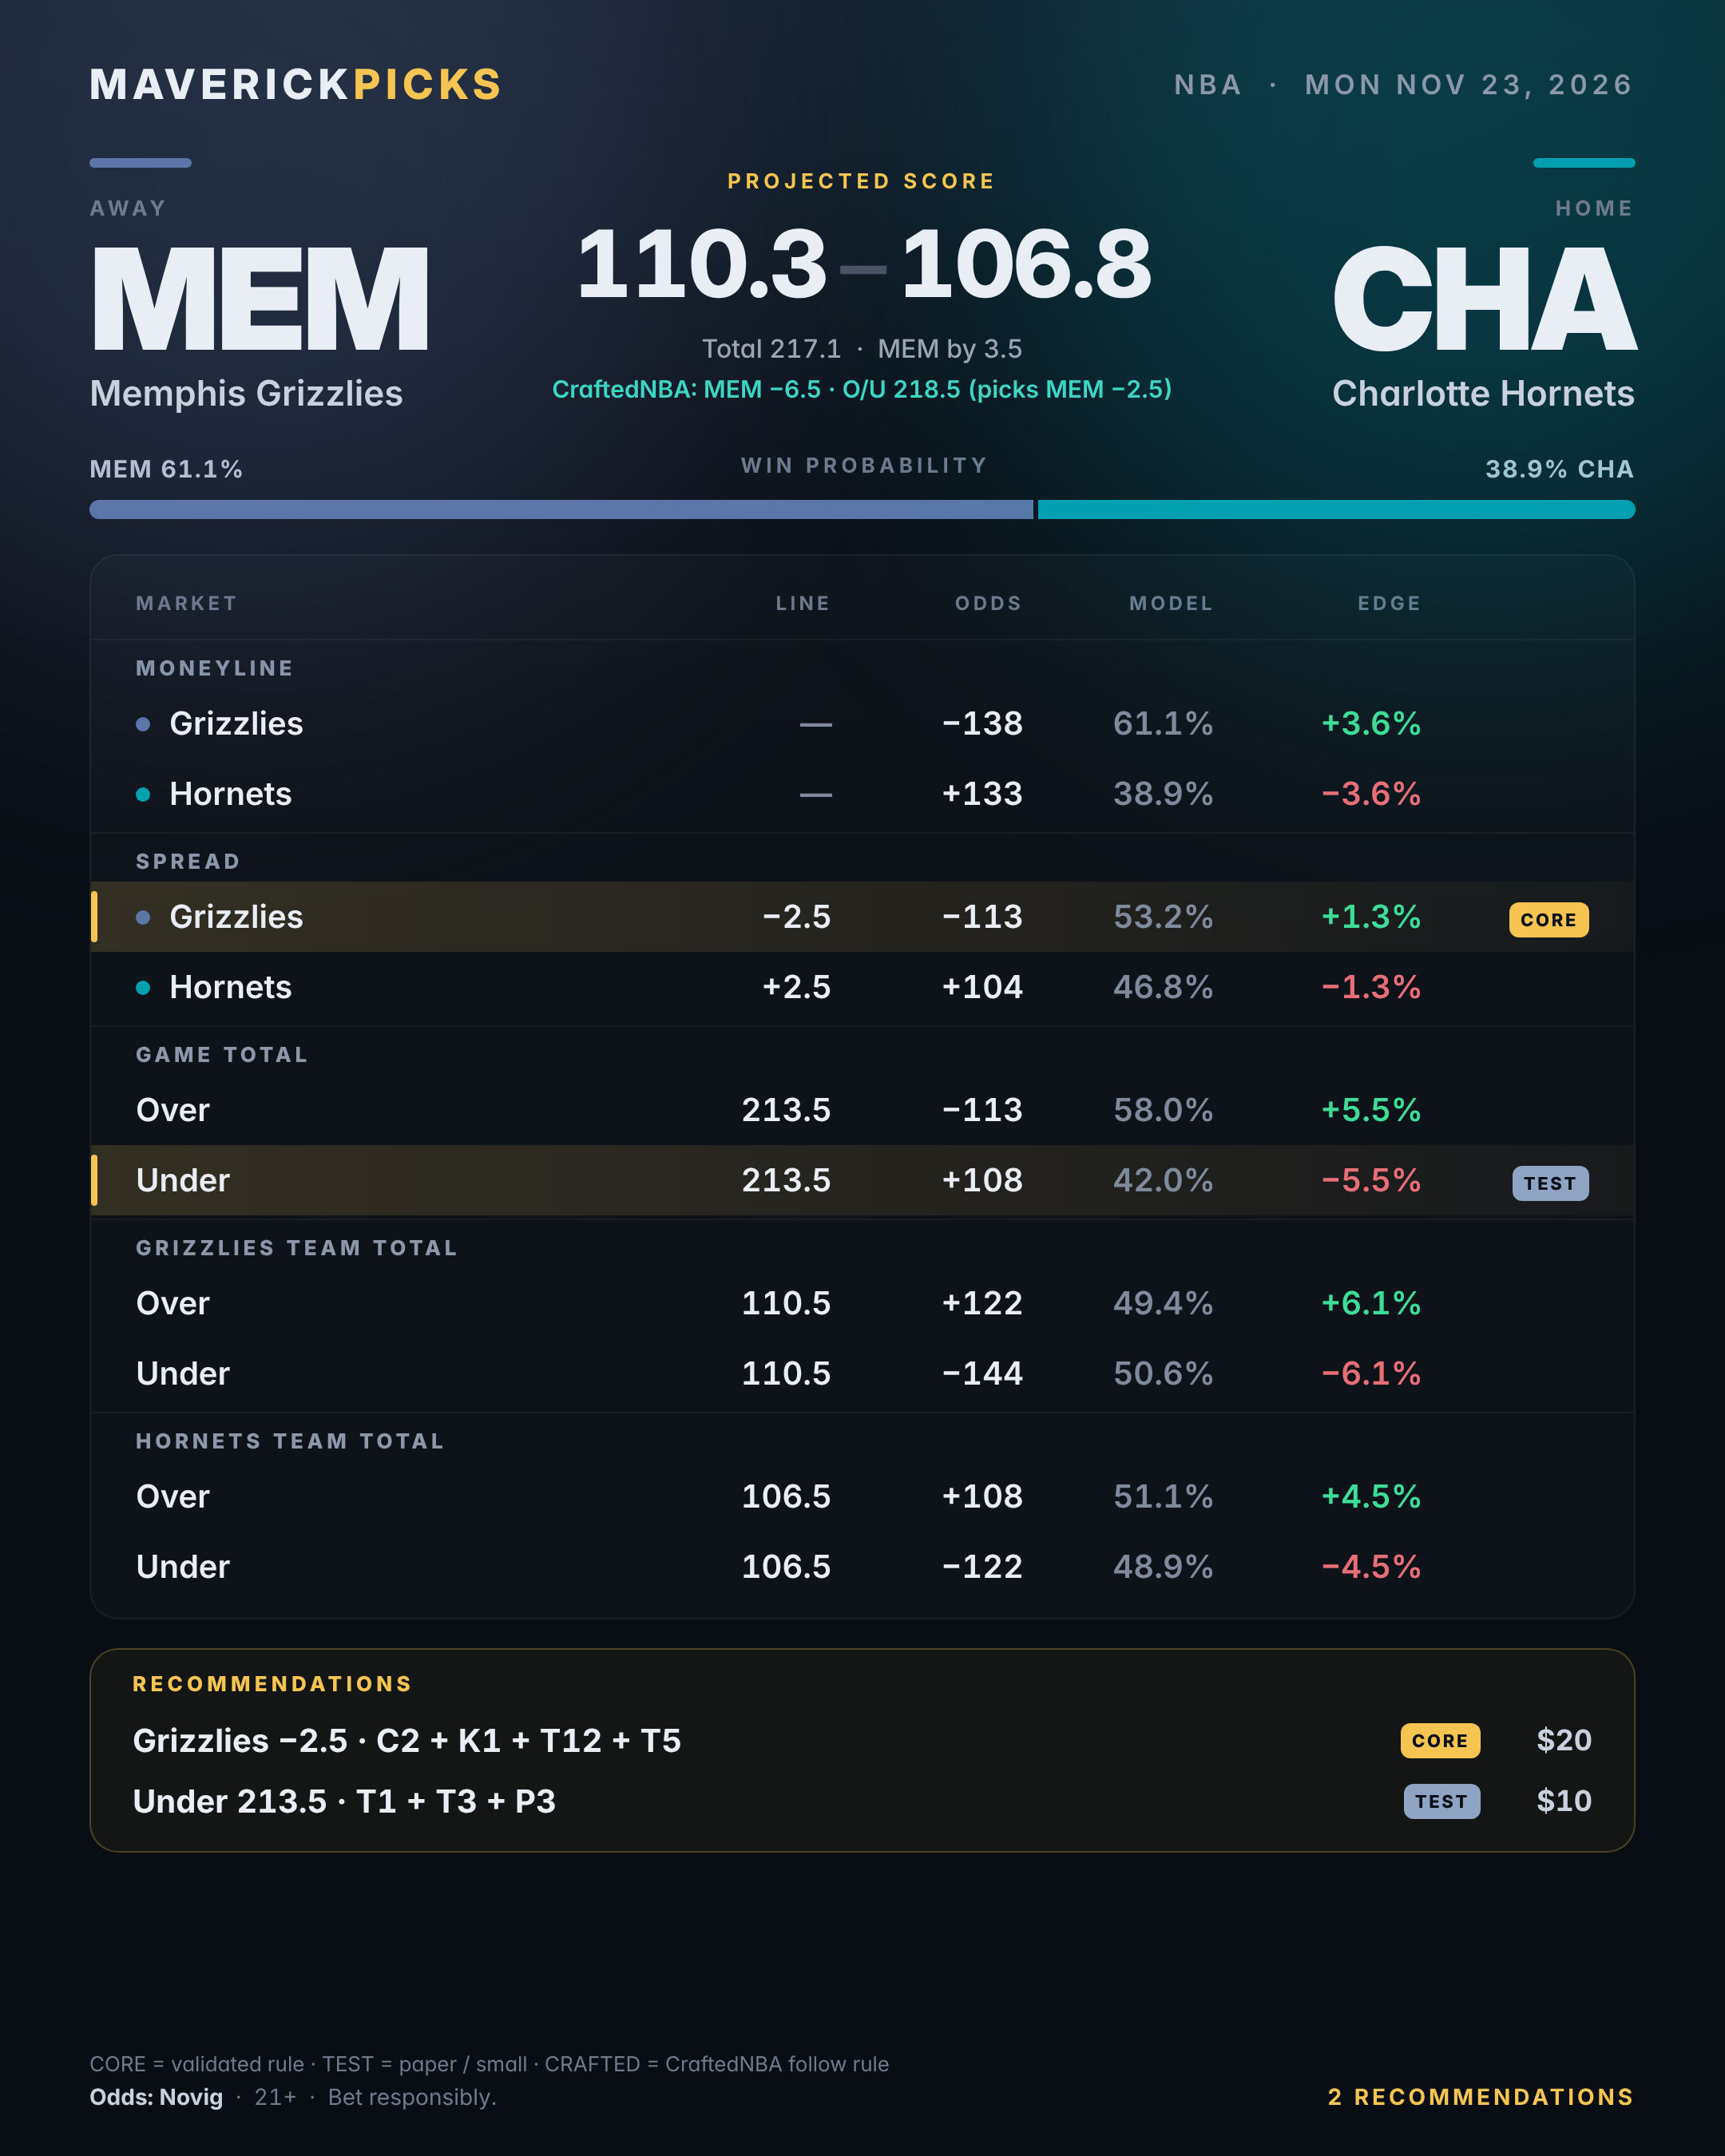 MAVERICKPICKS
NBA · MON NOV 23, 2026
AWAY
MEM
Memphis Grizzlies
PROJECTED SCORE
110.3 – 106.8
Total 217.1 · MEM by 3.5
CraftedNBA: MEM −6.5 · O/U 218.5 (picks MEM −2.5)
HOME
CHA
Charlotte Hornets
MEM 61.1%
WIN PROBABILITY
38.9% CHA
MARKET LINE ODDS MODEL EDGE
MONEYLINE
Grizzlies — −138 61.1% +3.6%
Hornets — +133 38.9% −3.6%
SPREAD
Grizzlies −2.5 −113 53.2% +1.3% CORE
Hornets +2.5 +104 46.8% −1.3%
GAME TOTAL
Over 213.5 −113 58.0% +5.5%
Under 213.5 +108 42.0% −5.5% TEST
GRIZZLIES TEAM TOTAL
Over 110.5 +122 49.4% +6.1%
Under 110.5 −144 50.6% −6.1%
HORNETS TEAM TOTAL
Over 106.5 +108 51.1% +4.5%
Under 106.5 −122 48.9% −4.5%
RECOMMENDATIONS
Grizzlies −2.5 · C2 + K1 + T12 + T5 CORE $20
Under 213.5 · T1 + T3 + P3 TEST $10
CORE = validated rule · TEST = paper / small · CRAFTED = CraftedNBA follow rule
Odds: Novig · 21+ · Bet responsibly.
2 RECOMMENDATIONS